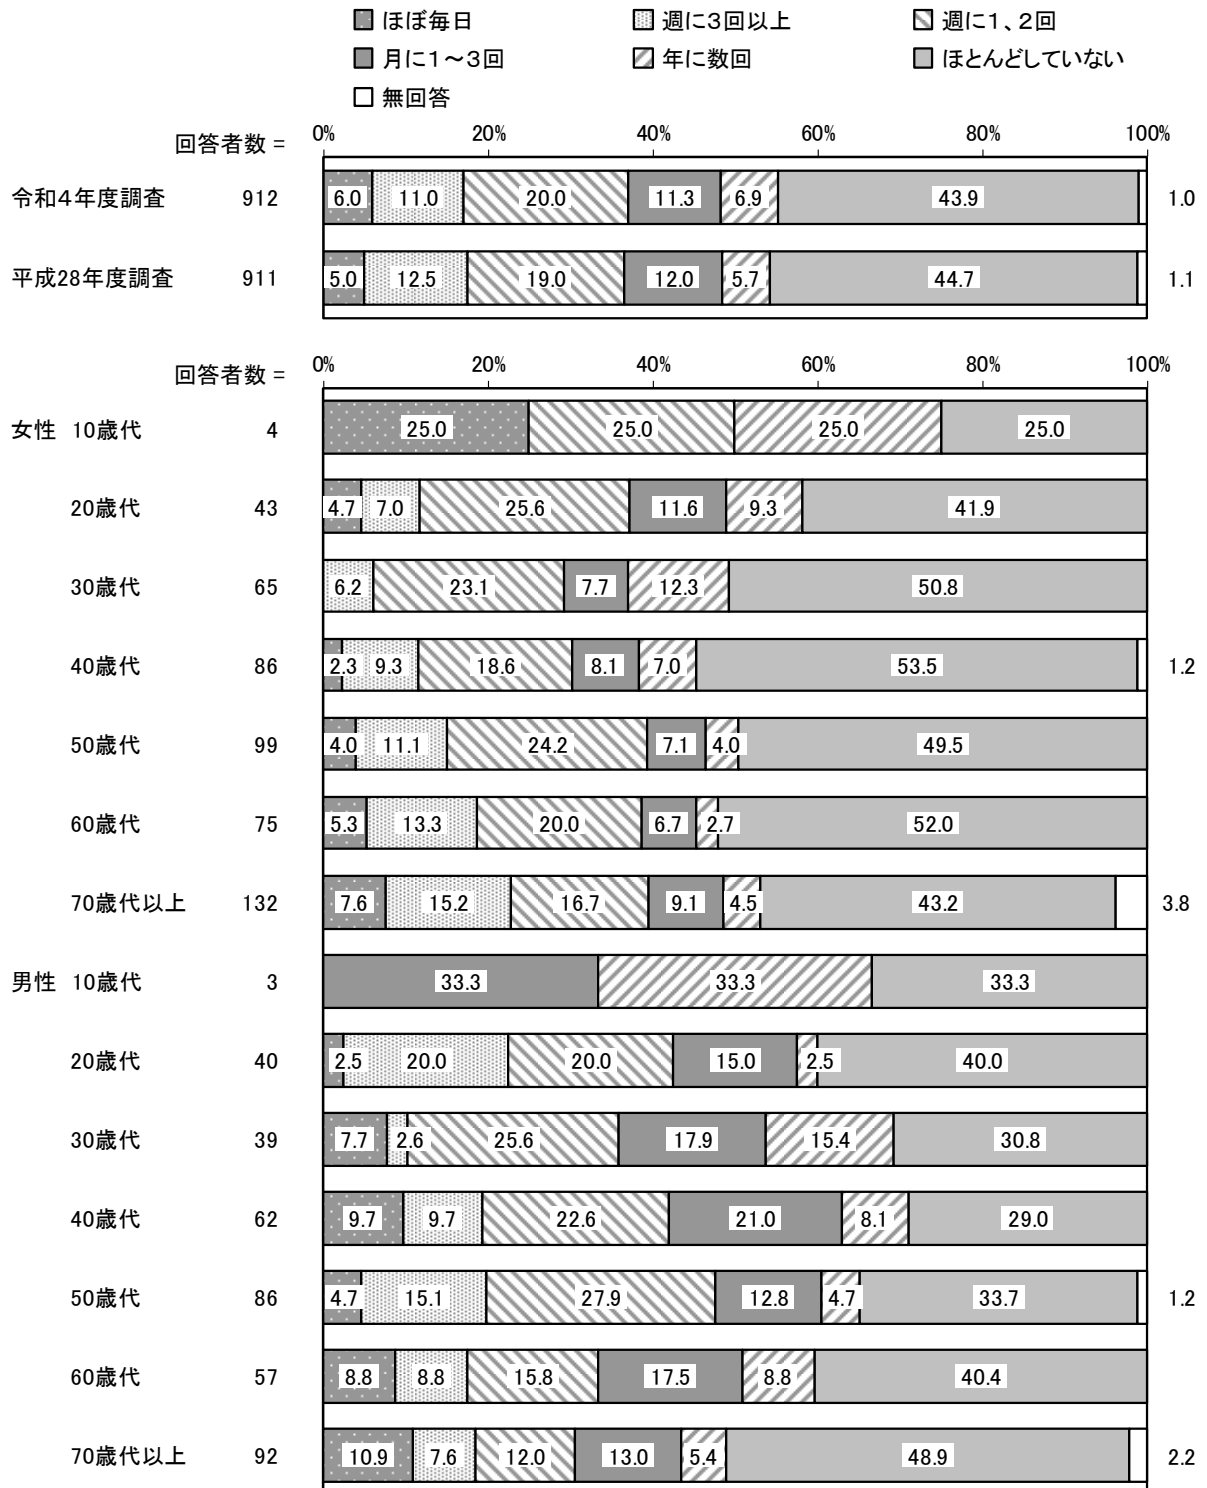 ほぼ毎日 週に3回以上 週に1、2回
月に1～3回 年に数回 ほとんどしていない
無回答
回答者数 = 0% 20% 40% 60% 80% 100%
令和4年度調査 912 6.0 11.0 20.0 11.3 6.9 43.9 1.0
平成28年度調査 911 5.0 12.5 19.0 12.0 5.7 44.7 1.1
回答者数 = 0% 20% 40% 60% 80% 100%
女性 10歳代 4 25.0 25.0 25.0 25.0
20歳代 43 4.7 7.0 25.6 11.6 9.3 41.9
30歳代 65 6.2 23.1 7.7 12.3 50.8
40歳代 86 2.3 9.3 18.6 8.1 7.0 53.5 1.2
50歳代 99 4.0 11.1 24.2 7.1 4.0 49.5
60歳代 75 5.3 13.3 20.0 6.7 2.7 52.0
70歳代以上 132 7.6 15.2 16.7 9.1 4.5 43.2 3.8
男性 10歳代 3 33.3 33.3 33.3
20歳代 40 2.5 20.0 20.0 15.0 2.5 40.0
30歳代 39 7.7 2.6 25.6 17.9 15.4 30.8
40歳代 62 9.7 9.7 22.6 21.0 8.1 29.0
50歳代 86 4.7 15.1 27.9 12.8 4.7 33.7 1.2
60歳代 57 8.8 8.8 15.8 17.5 8.8 40.4
70歳代以上 92 10.9 7.6 12.0 13.0 5.4 48.9 2.2